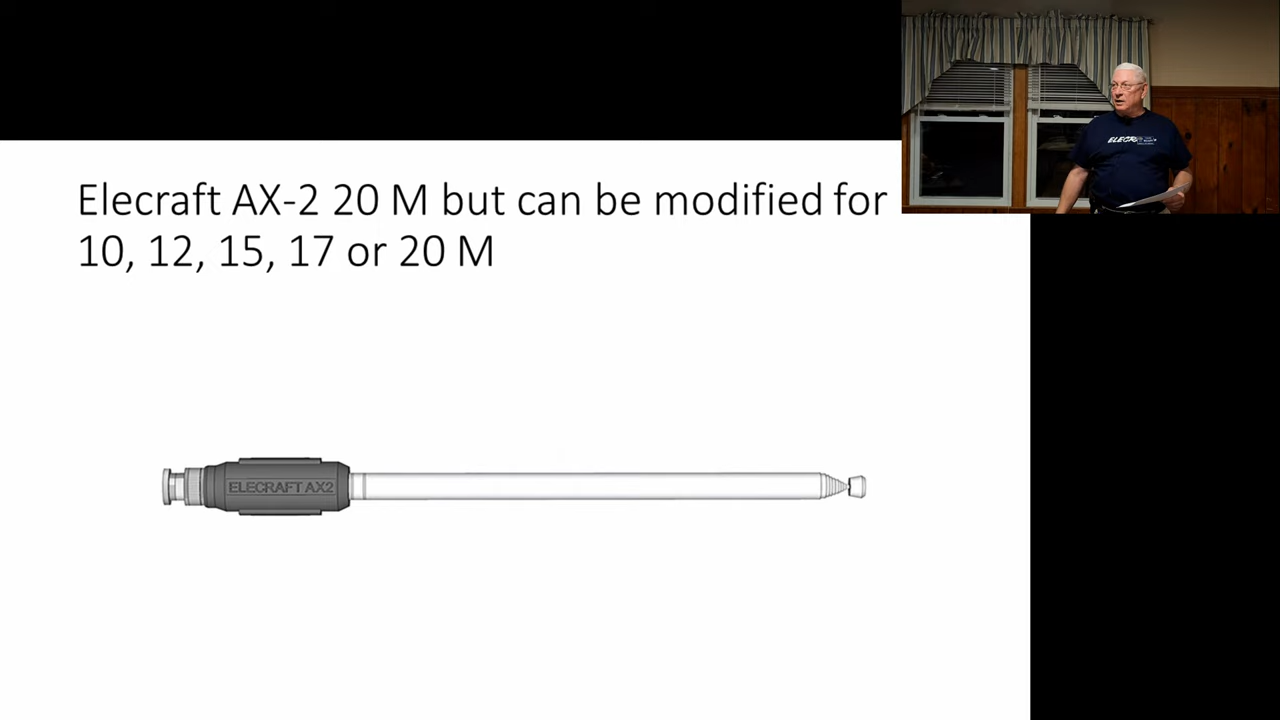 Elecraft AX-2 20 M but can be modified for
10, 12, 15, 17 or 20 M
ELECRAFT AX2